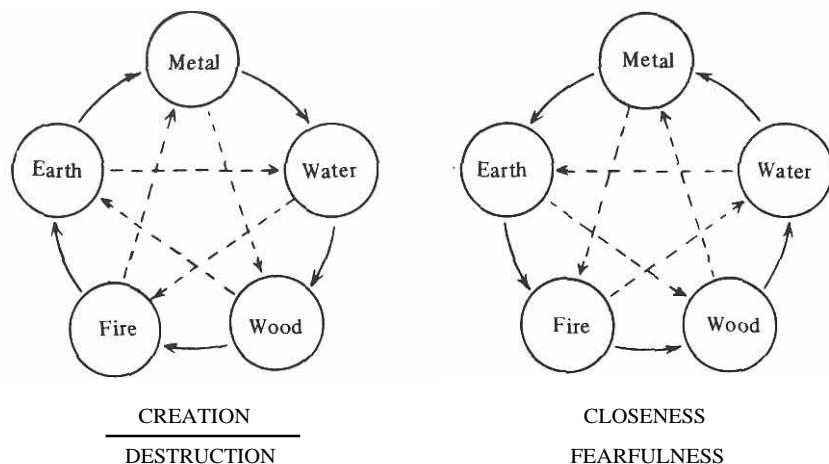 Metal
Earth
Water
Fire
Wood
CREATION
DESTRUCTION
Metal
Earth
Water
Fire
Wood
CLOSENESS
FEARFULNESS